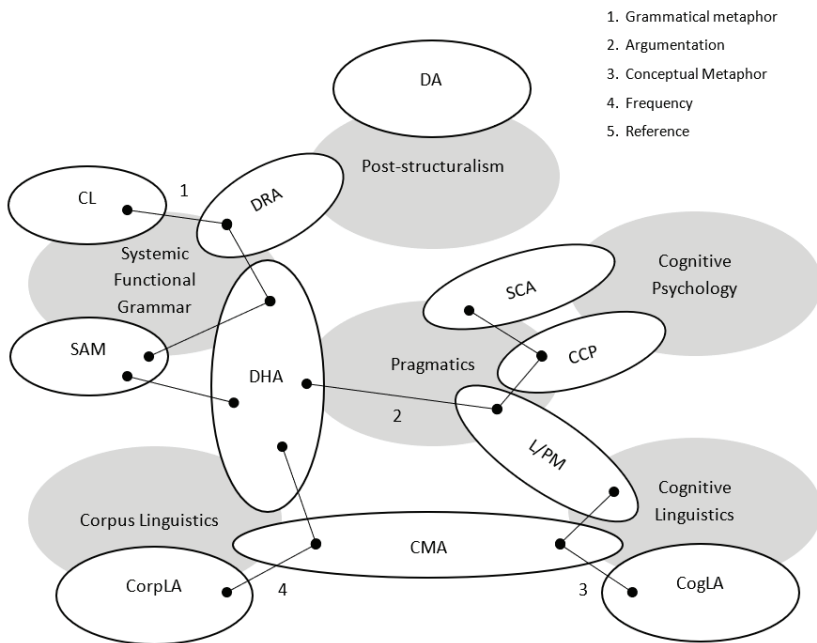 1. Grammatical metaphor
2. Argumentation
3. Conceptual Metaphor
4. Frequency
5. Reference
DA
Post-structuralism
CL
1
DRA
Systemic
Functional
Grammar
SCA
Cognitive
Psychology
SAM
DHA
Pragmatics
CCP
2
L/PM
Corpus Linguistics
Cognitive
Linguistics
CMA
CorpLA
4
3
CogLA